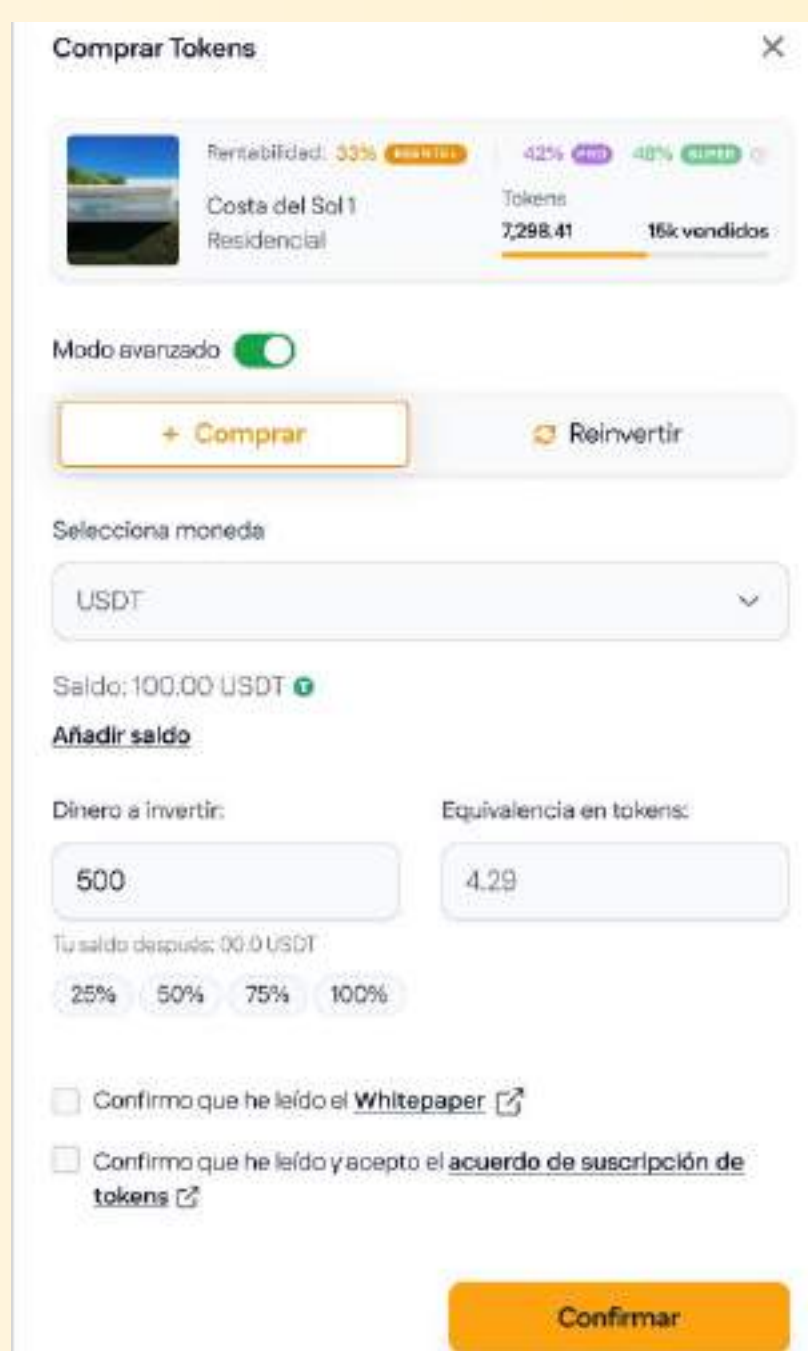 Comprar Tokens
Rentabilidad: 33% 42% PRO 48% SUPER
Costa del Sol 1
Residencial
Tokens
7,298.41 15k vendidos
Modo avanzado
+ Comprar
Reinvertir
Selecciona moneda
USDT
Saldo: 100.00 USDT
Añadir saldo
Dinero a invertir:
Equivalencia en tokens:
500
4.29
Tu saldo después: 00.0 USDT
25% 50% 75% 100%
Confirmo que he leído el Whitepaper
Confirmo que he leído y acepto el acuerdo de suscripción de
tokens
Confirmar